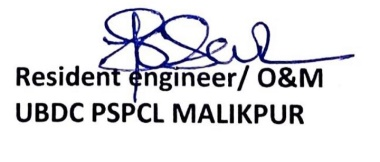 Resident engineer/ O&M
UBDC PSPCL MALIKPUR